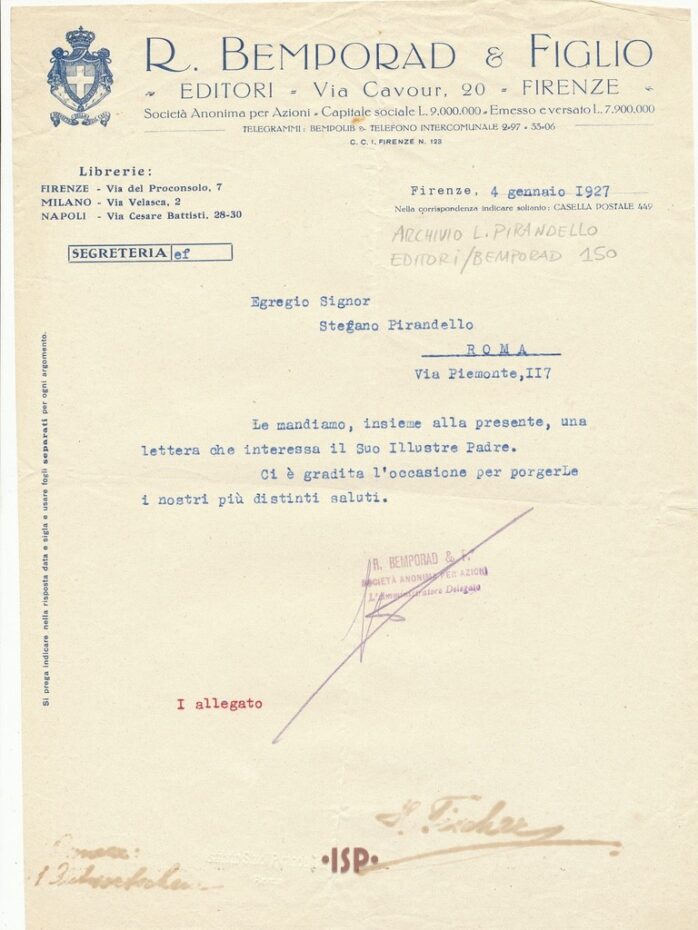 R. BEMPORAD & FIGLIO
EDITORI - Via Cavour, 20 - FIRENZE
Società Anonima per Azioni - Capitale sociale L. 9.000.000 - Emesso e versato L. 7.900.000
TELEGRAMMI: BEMPOLIB - TELEFONO INTERCOMUNALE 2-97 - 33-06
C. C. I. FIRENZE N. 123
Librerie:
FIRENZE - Via del Proconsolo, 7
MILANO - Via Velasca, 2
NAPOLI - Via Cesare Battisti, 28-30
Firenze, 4 gennaio I927
Nella corrispondenza indicare soltanto: CASELLA POSTALE 449
ARCHIVIO L. PIRANDELLO
EDITORI/BEMPORAD 150
SEGRETERIA ef
Egregio Signor
Stefano Pirandello
ROMA
Via Piemonte,II7
Le mandiamo, insieme alla presente, una
lettera che interessa il Suo Illustre Padre.
Ci è gradita l'occasione per porgerLe
i nostri più distinti saluti.
R. BEMPORAD & F.º
SOCIETÀ ANONIMA PER AZIONI
L'Amministratore Delegato
I allegato
Si prega indicare nella risposta data e sigla e usare fogli separati per ogni argomento.
•ISP•